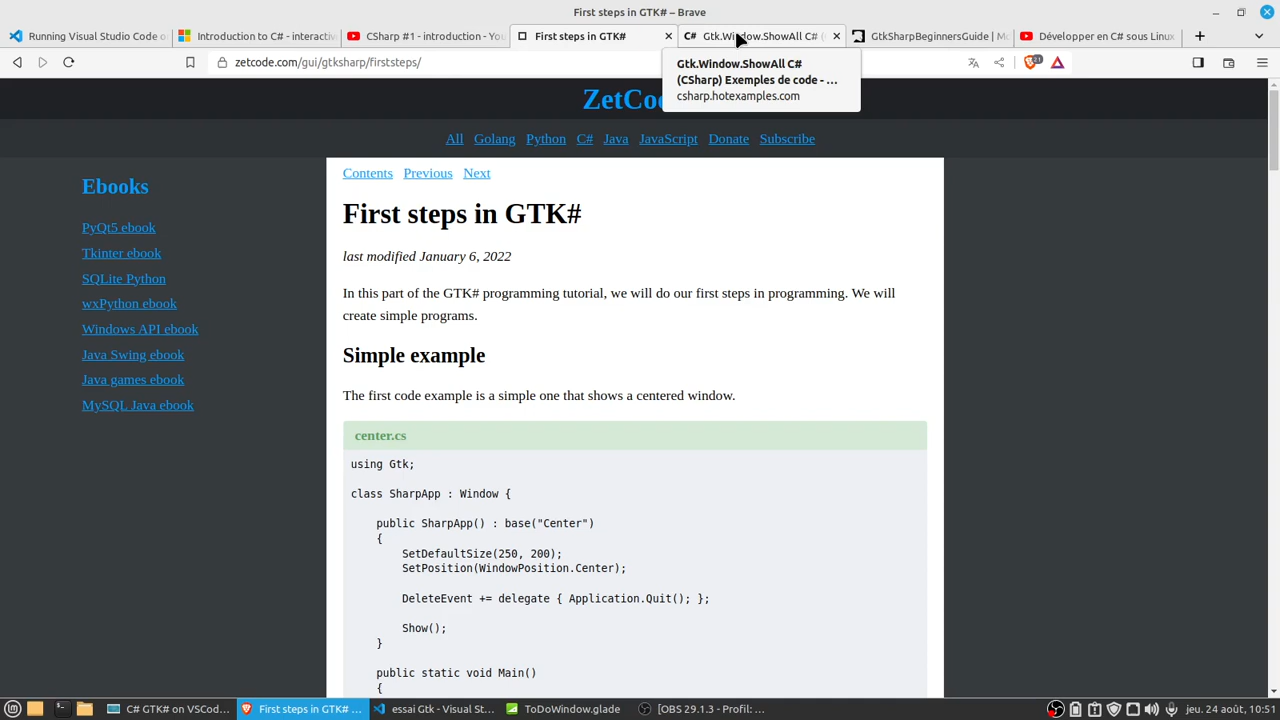 First steps in GTK# – Brave
Running Visual Studio Code o
Introduction to C# - interactiv
CSharp #1 - introduction - You
First steps in GTK#
C# Gtk.Window.ShowAll C# (
GtkSharpBeginnersGuide | Mo
Développer en C# sous Linux
zetcode.com/gui/gtksharp/firststeps/
21
Gtk.Window.ShowAll C#
(CSharp) Exemples de code - ...
csharp.hotexamples.com
ZetCo
All Golang Python C# Java JavaScript Donate Subscribe
Ebooks
PyQt5 ebook
Tkinter ebook
SQLite Python
wxPython ebook
Windows API ebook
Java Swing ebook
Java games ebook
MySQL Java ebook
Contents Previous Next
First steps in GTK#
last modified January 6, 2022
In this part of the GTK# programming tutorial, we will do our first steps in programming. We will
create simple programs.
Simple example
The first code example is a simple one that shows a centered window.
center.cs
using Gtk;
class SharpApp : Window {
public SharpApp() : base("Center")
{
SetDefaultSize(250, 200);
SetPosition(WindowPosition.Center);
DeleteEvent += delegate { Application.Quit(); };
Show();
}
public static void Main()
{
C# GTK# on VSCod...
First steps in GTK# ...
essai Gtk - Visual St...
ToDoWindow.glade
[OBS 29.1.3 - Profil: ...
jeu. 24 août, 10:51